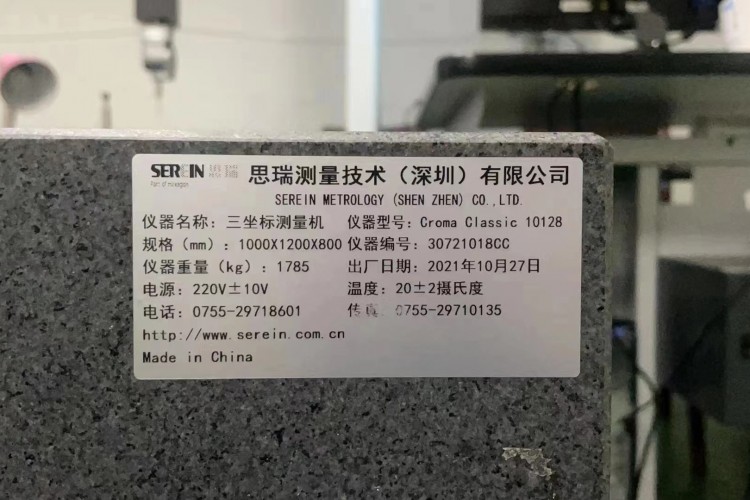 SEREIN 思瑞 思瑞测量技术（深圳）有限公司
Part of Hexagon SEREIN METROLOGY (SHEN ZHEN) CO.,LTD.
仪器名称：三坐标测量机 仪器型号：Croma Classic 10128
规格（mm）：1000X1200X800 仪器编号：30721018CC
仪器重量（kg）：1785 出厂日期：2021年10月27日
电源：220V±10V 温度：20±2摄氏度
电话：0755-29718601 传真：0755-29710135
http://www.serein.com.cn
Made in China